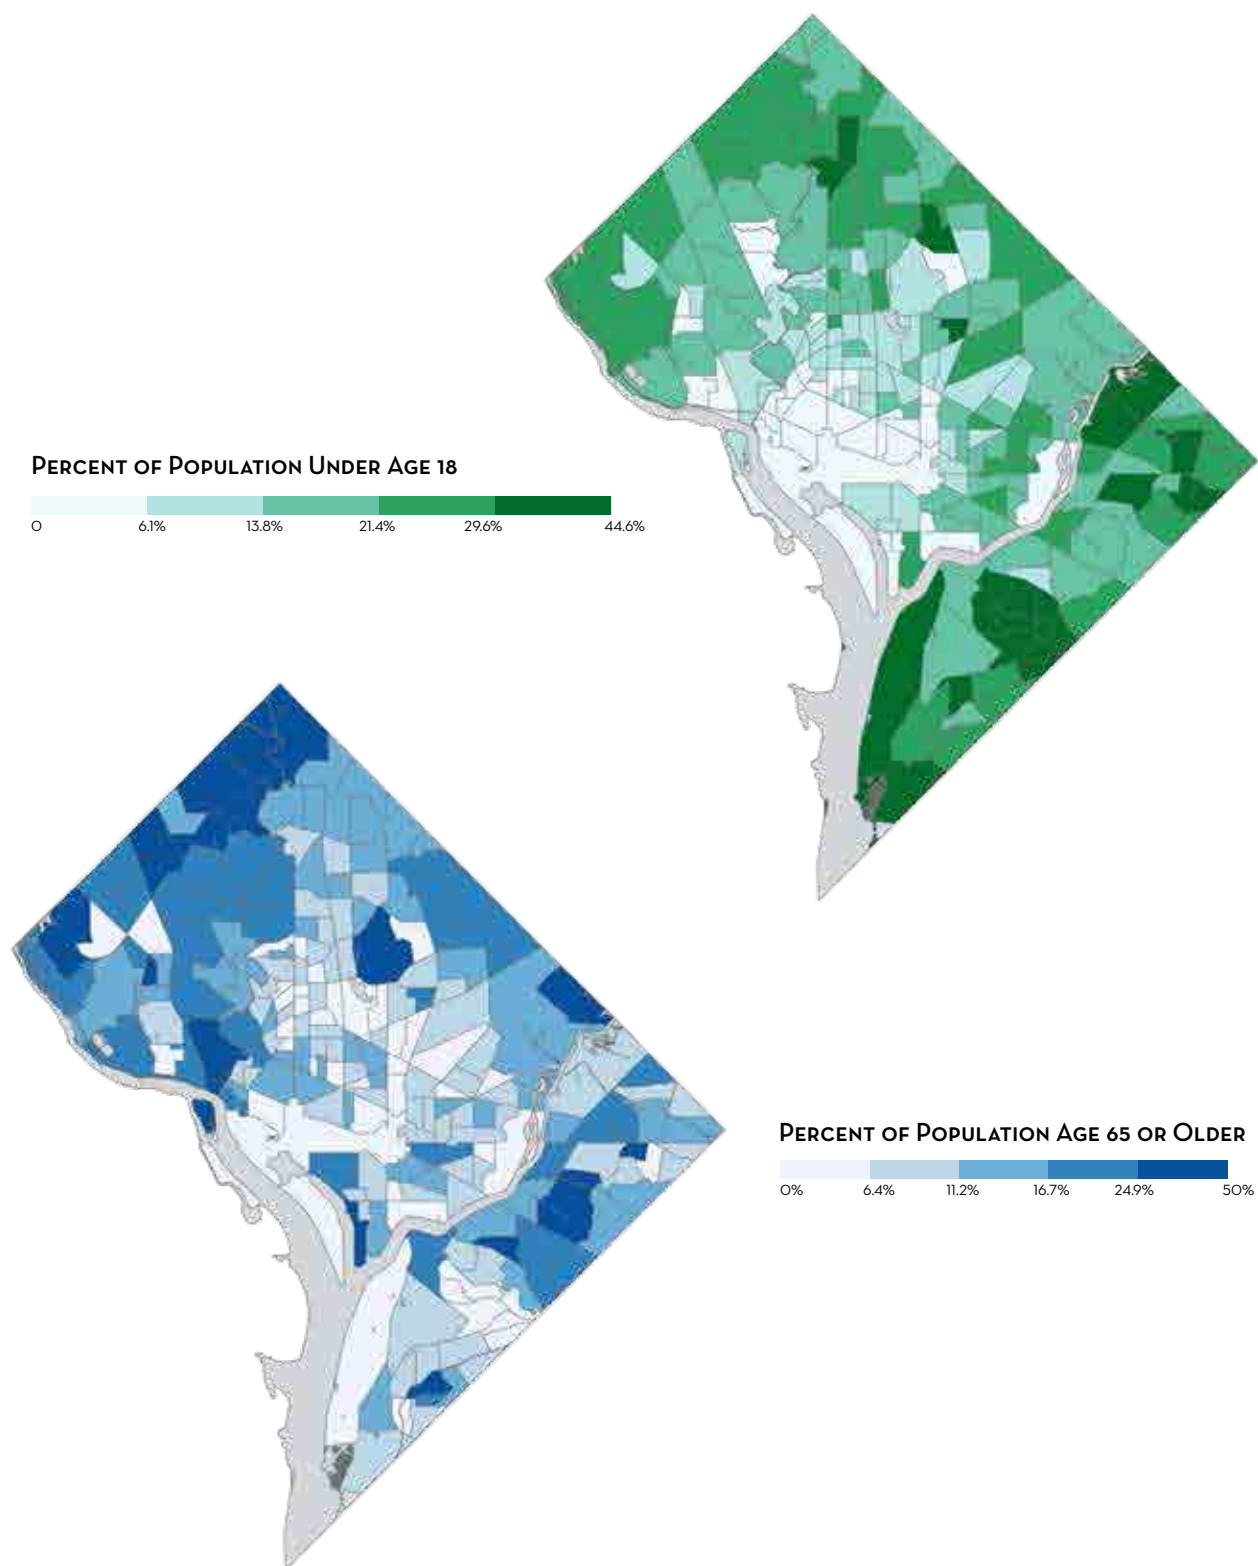 Percent of Population Under Age 18
0 6.1% 13.8% 21.4% 29.6% 44.6%
Percent of Population Age 65 or Older
0% 6.4% 11.2% 16.7% 24.9% 50%